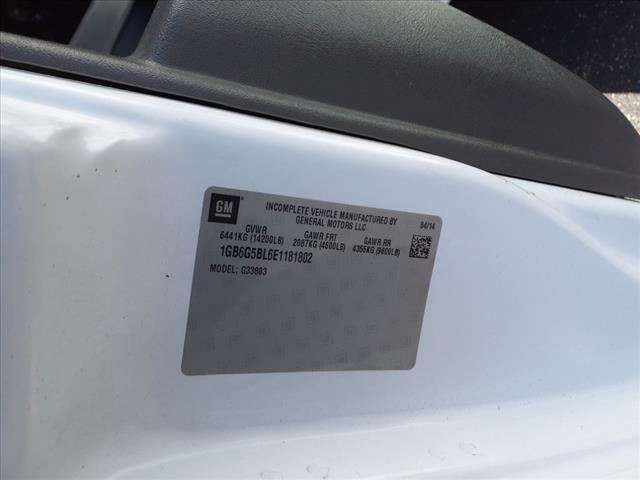 GM
INCOMPLETE VEHICLE MANUFACTURED BY
GENERAL MOTORS LLC
04/14
GVWR GAWR FRT GAWR RR
6441KG (14200LB) 2087KG (4600LB) 4355KG (9600LB)
1GB6G5BL6E1181802
MODEL: G33803